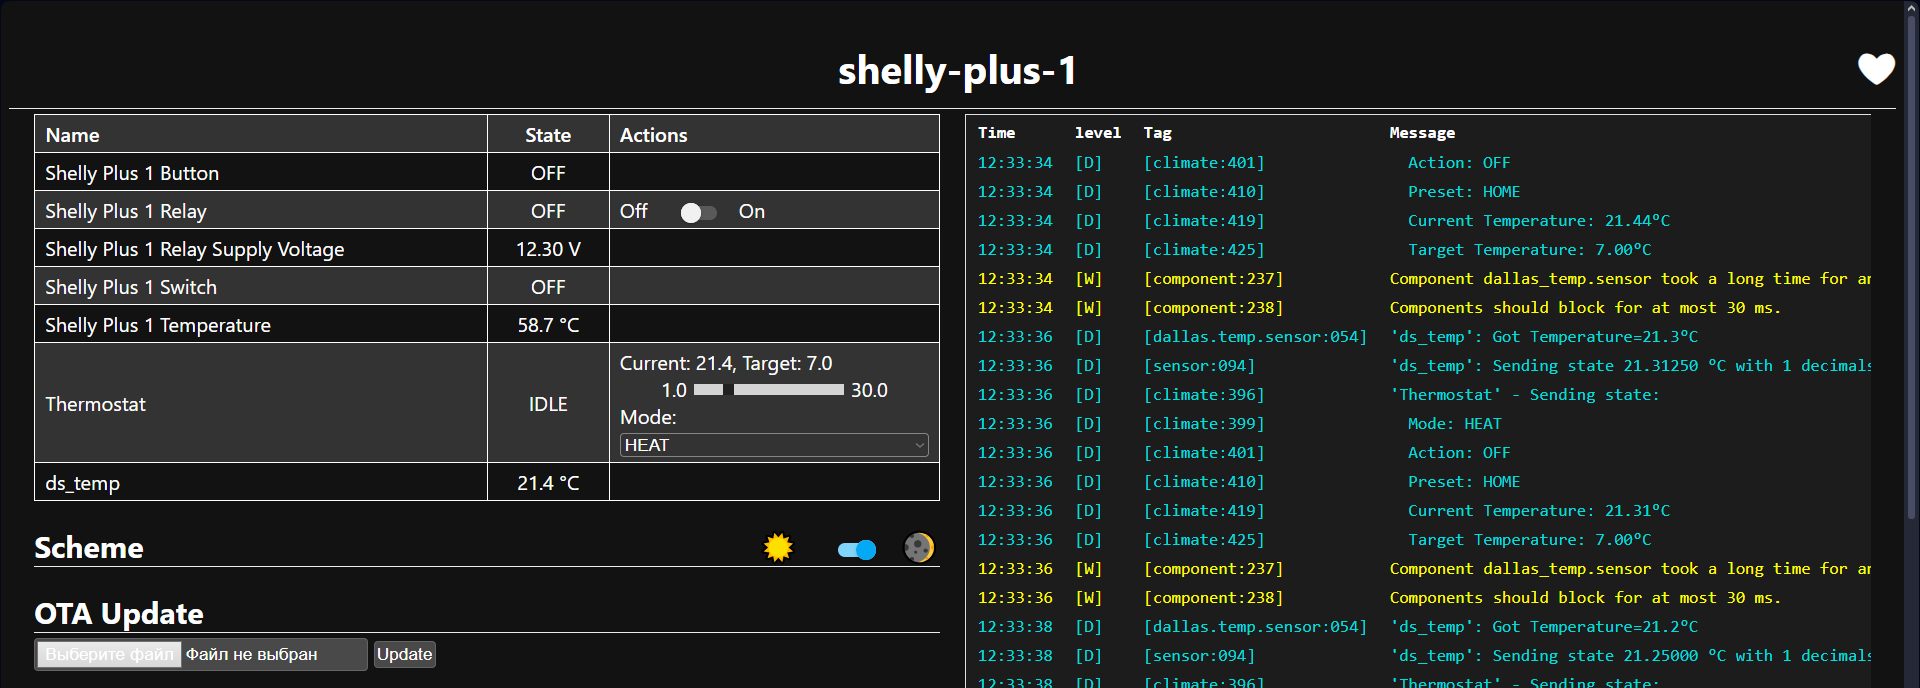 shelly-plus-1
Name State Actions
Shelly Plus 1 Button OFF
Shelly Plus 1 Relay OFF Off On
Shelly Plus 1 Relay Supply Voltage 12.30 V
Shelly Plus 1 Switch OFF
Shelly Plus 1 Temperature 58.7 °C
Current: 21.4, Target: 7.0
1.0 30.0
Thermostat IDLE
Mode:
HEAT
ds_temp 21.4 °C
Scheme
OTA Update
Выберите файл Файл не выбран Update
Time level Tag Message
12:33:34 [D] [climate:401] Action: OFF
12:33:34 [D] [climate:410] Preset: HOME
12:33:34 [D] [climate:419] Current Temperature: 21.44°C
12:33:34 [D] [climate:425] Target Temperature: 7.00°C
12:33:34 [W] [component:237] Component dallas_temp.sensor took a long time for an
12:33:34 [W] [component:238] Components should block for at most 30 ms.
12:33:36 [D] [dallas.temp.sensor:054] 'ds_temp': Got Temperature=21.3°C
12:33:36 [D] [sensor:094] 'ds_temp': Sending state 21.31250 °C with 1 decimals
12:33:36 [D] [climate:396] 'Thermostat' - Sending state:
12:33:36 [D] [climate:399] Mode: HEAT
12:33:36 [D] [climate:401] Action: OFF
12:33:36 [D] [climate:410] Preset: HOME
12:33:36 [D] [climate:419] Current Temperature: 21.31°C
12:33:36 [D] [climate:425] Target Temperature: 7.00°C
12:33:36 [W] [component:237] Component dallas_temp.sensor took a long time for an
12:33:36 [W] [component:238] Components should block for at most 30 ms.
12:33:38 [D] [dallas.temp.sensor:054] 'ds_temp': Got Temperature=21.2°C
12:33:38 [D] [sensor:094] 'ds_temp': Sending state 21.25000 °C with 1 decimals
12:33:38 [D] [climate:396] 'Thermostat' - Sending state: